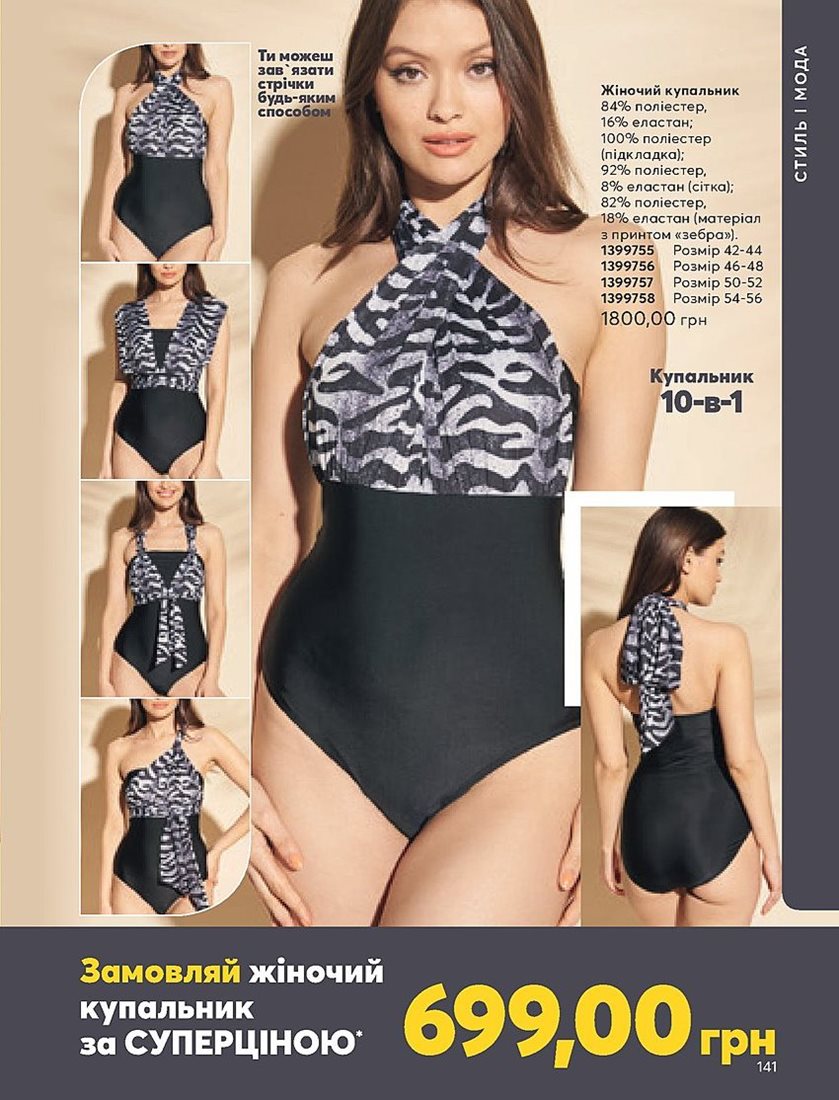 Ти можеш
зав`язати
стрічки
будь-яким
способом
Жіночий купальник
84% поліестер,
16% еластан;
100% поліестер
(підкладка);
92% поліестер,
8% еластан (сітка);
82% поліестер,
18% еластан (матеріал
з принтом «зебра»).
1399755 Розмір 42-44
1399756 Розмір 46-48
1399757 Розмір 50-52
1399758 Розмір 54-56
1800,00 грн
Купальник
10-в-1
СТИЛЬ І МОДА
Замовляй жіночий
купальник
за СУПЕРЦІНОЮ*
699,00 грн
141